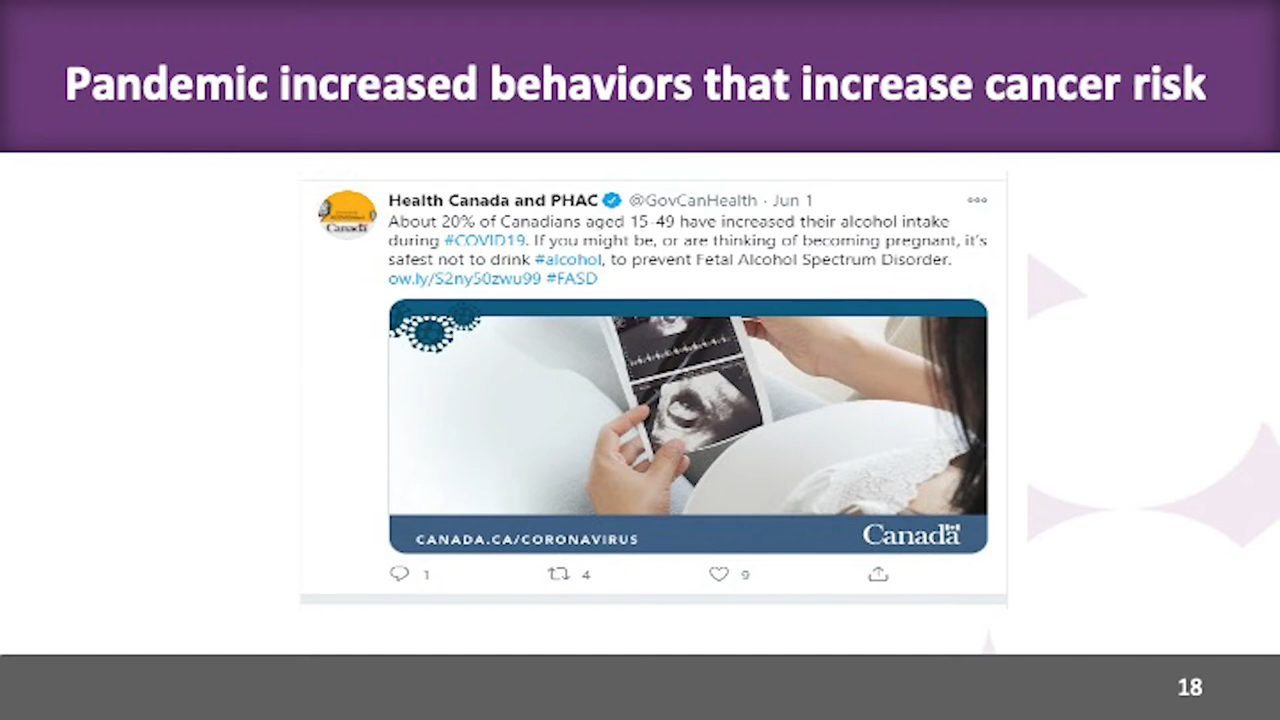 Pandemic increased behaviors that increase cancer risk
Health Canada and PHAC @GovCanHealth · Jun 1
About 20% of Canadians aged 15-49 have increased their alcohol intake
during #COVID19. If you might be, or are thinking of becoming pregnant, it's
safest not to drink #alcohol, to prevent Fetal Alcohol Spectrum Disorder.
ow.ly/S2ny50zwu99 #FASD
Canada
CANADA.CA/CORONAVIRUS
Canada
1 4 9
18